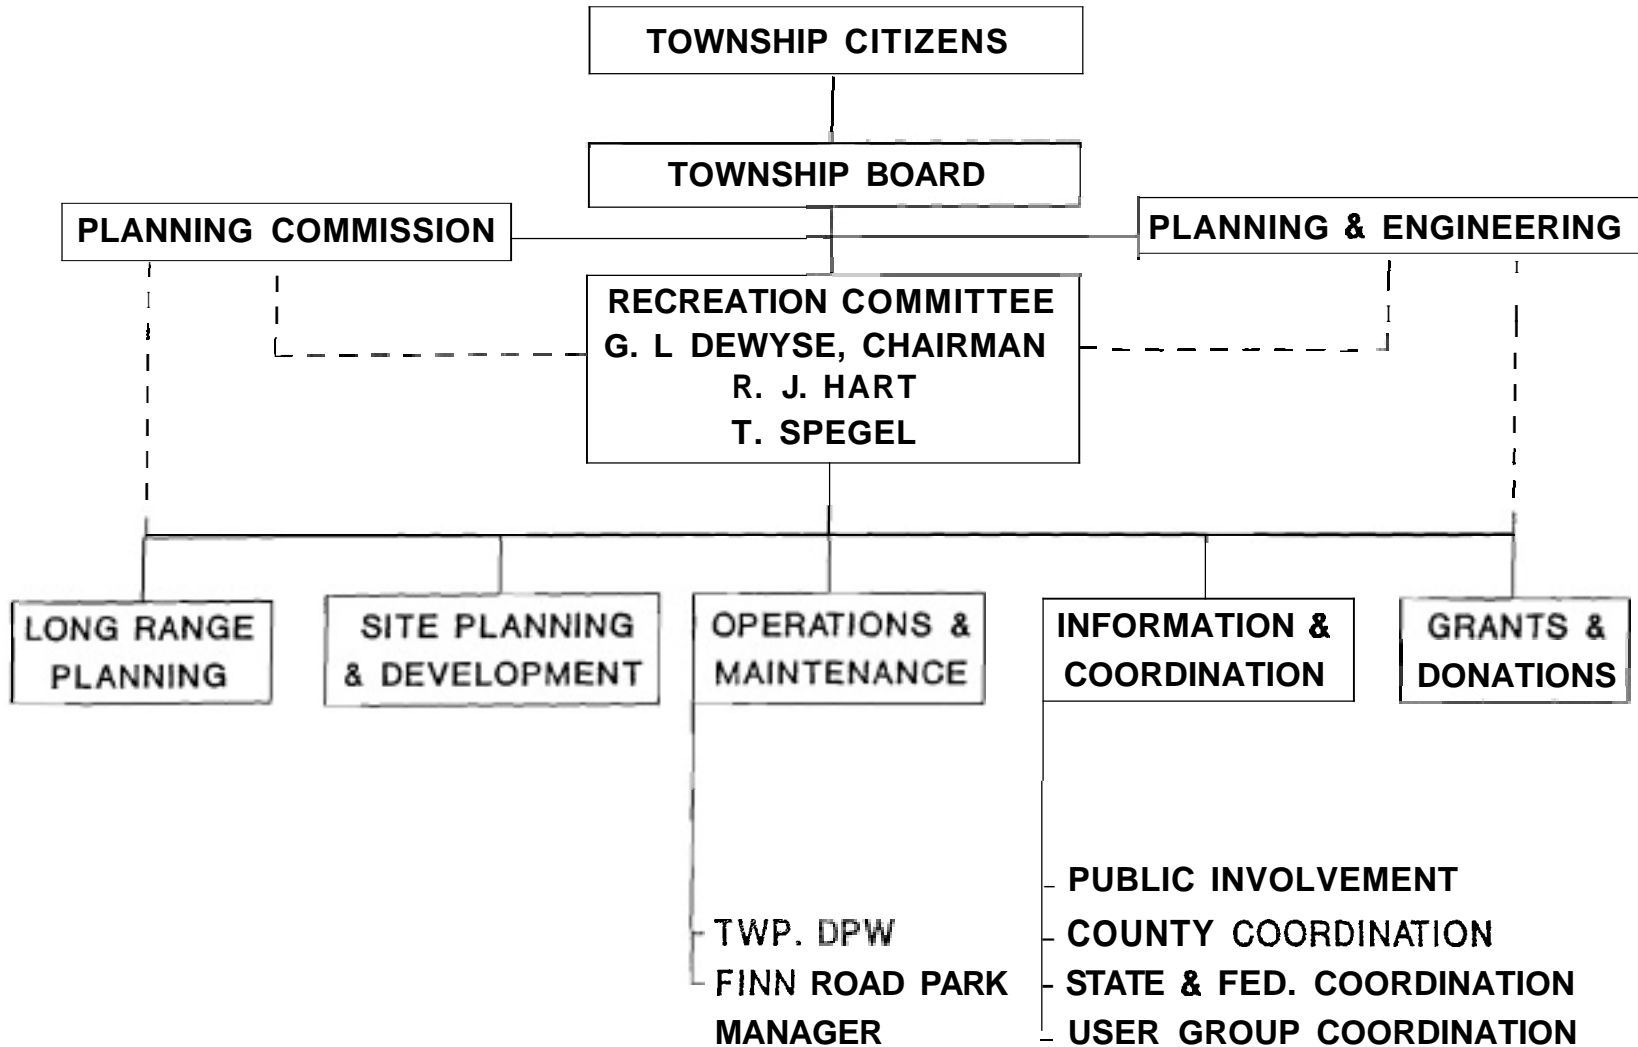 TOWNSHIP CITIZENS
TOWNSHIP BOARD
PLANNING COMMISSION
PLANNING & ENGINEERING
RECREATION COMMITTEE
G. L DEWYSE, CHAIRMAN
R. J. HART
T. SPEGEL
LONG RANGE
PLANNING
SITE PLANNING
& DEVELOPMENT
OPERATIONS &
MAINTENANCE
INFORMATION &
COORDINATION
GRANTS &
DONATIONS
TWP. DPW
FINN ROAD PARK
MANAGER
PUBLIC INVOLVEMENT
COUNTY COORDINATION
STATE & FED. COORDINATION
USER GROUP COORDINATION